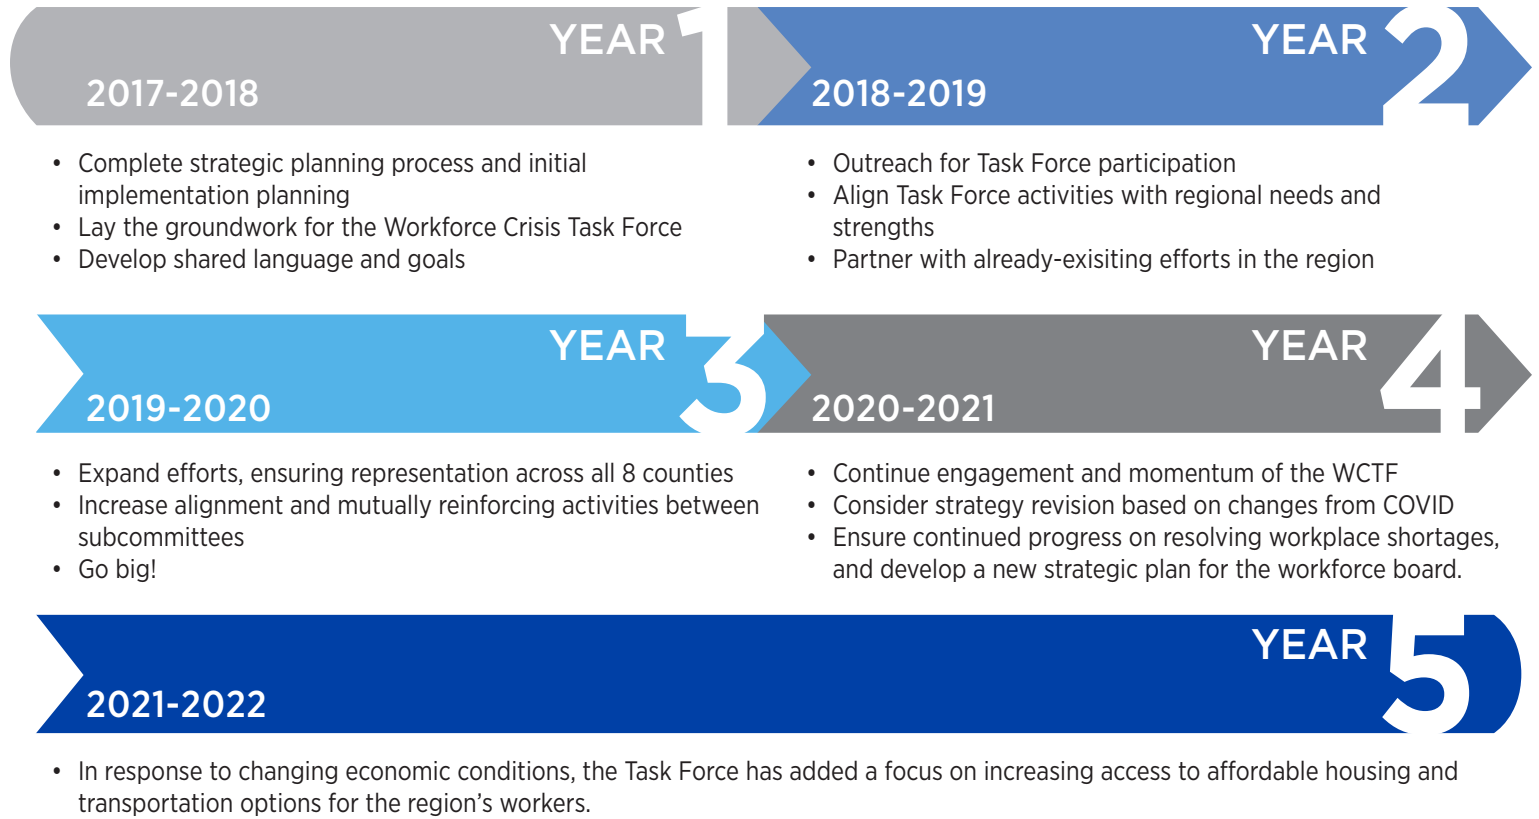 YEAR 1
2017-2018
• Complete strategic planning process and initial
implementation planning
• Lay the groundwork for the Workforce Crisis Task Force
• Develop shared language and goals
YEAR 2
2018-2019
• Outreach for Task Force participation
• Align Task Force activities with regional needs and
strengths
• Partner with already-exisiting efforts in the region
YEAR 3
2019-2020
• Expand efforts, ensuring representation across all 8 counties
• Increase alignment and mutually reinforcing activities between
subcommittees
• Go big!
YEAR 4
2020-2021
• Continue engagement and momentum of the WCTF
• Consider strategy revision based on changes from COVID
• Ensure continued progress on resolving workplace shortages,
and develop a new strategic plan for the workforce board.
YEAR 5
2021-2022
• In response to changing economic conditions, the Task Force has added a focus on increasing access to affordable housing and
transportation options for the region’s workers.